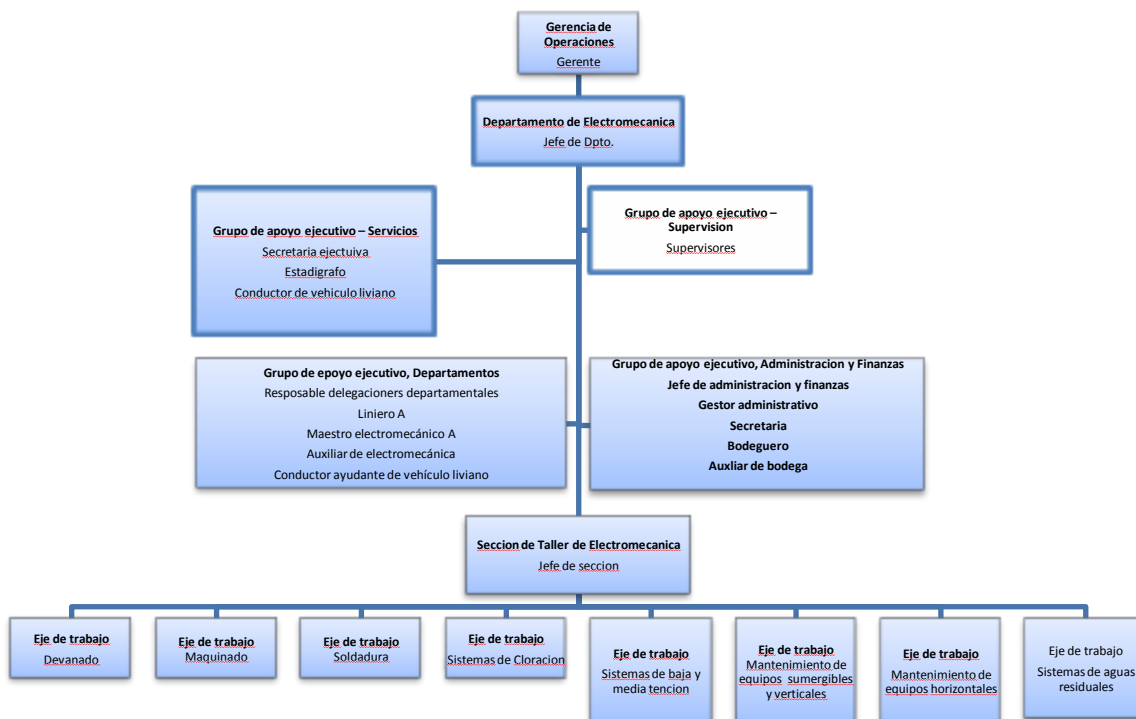 Gerencia de
Operaciones
Gerente
Departamento de Electromecanica
Jefe de Dpto.
Grupo de apoyo ejecutivo – Servicios
Secretaria ejectuiva
Estadigrafo
Conductor de vehiculo liviano
Grupo de apoyo ejecutivo –
Supervision
Supervisores
Grupo de epoyo ejecutivo, Departamentos
Resposable delegacioners departamentales
Liniero A
Maestro electromecánico A
Auxiliar de electromecánica
Conductor ayudante de vehículo liviano
Grupo de apoyo ejecutivo, Administracion y Finanzas
Jefe de administracion y finanzas
Gestor administrativo
Secretaria
Bodeguero
Auxliar de bodega
Seccion de Taller de Electromecanica
Jefe de seccion
Eje de trabajo
Devanado
Eje de trabajo
Maquinado
Eje de trabajo
Soldadura
Eje de trabajo
Sistemas de Cloracion
Eje de trabajo
Sistemas de baja y
media tencion
Eje de trabajo
Mantenimiento de
equipos sumergibles
y verticales
Eje de trabajo
Mantenimiento de
equipos horizontales
Eje de trabajo
Sistemas de aguas
residuales